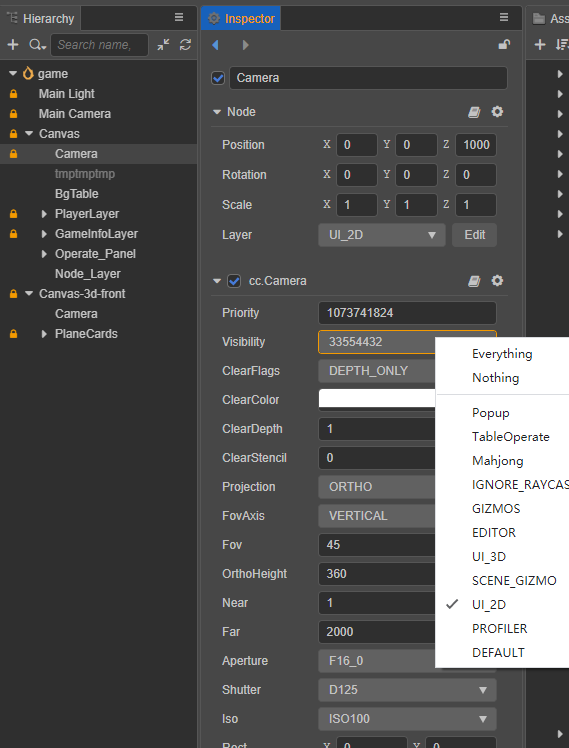 Hierarchy
Search name,
game
Main Light
Main Camera
Canvas
Camera
tmptmptmp
BgTable
PlayerLayer
GameInfoLayer
Operate_Panel
Node_Layer
Canvas-3d-front
Camera
PlaneCards
Inspector
Camera
Node
Position X 0 Y 0 Z 1000
Rotation X 0 Y 0 Z 0
Scale X 1 Y 1 Z 1
Layer UI_2D Edit
cc.Camera
Priority 1073741824
Visibility 33554432
ClearFlags DEPTH_ONLY
ClearColor
ClearDepth 1
ClearStencil 0
Projection ORTHO
FovAxis VERTICAL
Fov 45
OrthoHeight 360
Near 1
Far 2000
Aperture F16_0
Shutter D125
Iso ISO100
X 0 Y 0
Everything
Nothing
Popup
TableOperate
Mahjong
IGNORE_RAYCAS
GIZMOS
EDITOR
UI_3D
SCENE_GIZMO
UI_2D
PROFILER
DEFAULT
Ass